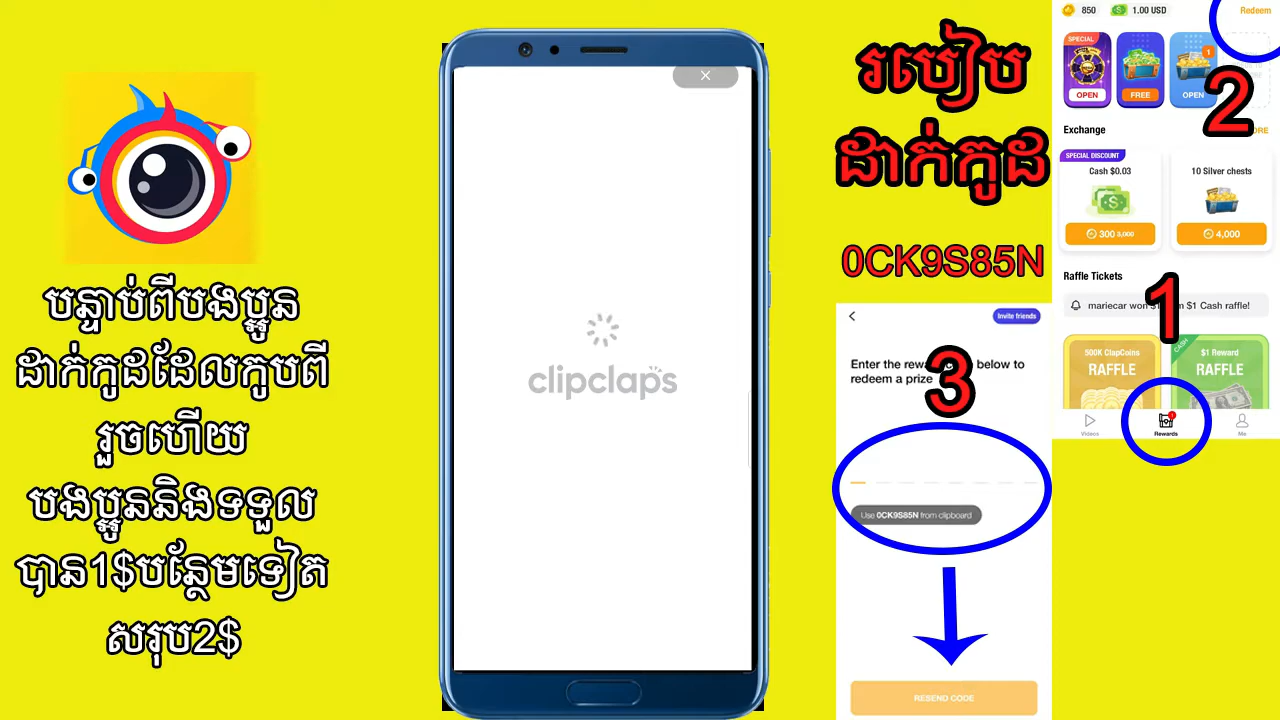 បន្ទាប់ពីបងប្អូន
ដាក់កូដដែលកូបពី
រួចហើយ
បងប្អូននិងទទួល
បាន1$បន្ថែមទៀត
សរុប2$
clipclaps
របៀប
ដាក់កូដ
0CK9S85N
Invite friends
Enter the below to
redeem a prize
3
Use 0CK9S85N from clipboard
RESEND CODE
850
1.00 USD
Redeem
SPECIAL
1
OPEN
FREE
OPEN
2
Exchange
SPECIAL DISCOUNT
Cash $0.03
10 Silver chests
300 3,000
4,000
Raffle Tickets
1
mariecar won $1 Cash raffle!
500K ClapCoins
RAFFLE
CASH
$1 Reward
RAFFLE
Videos
Rewards
Me